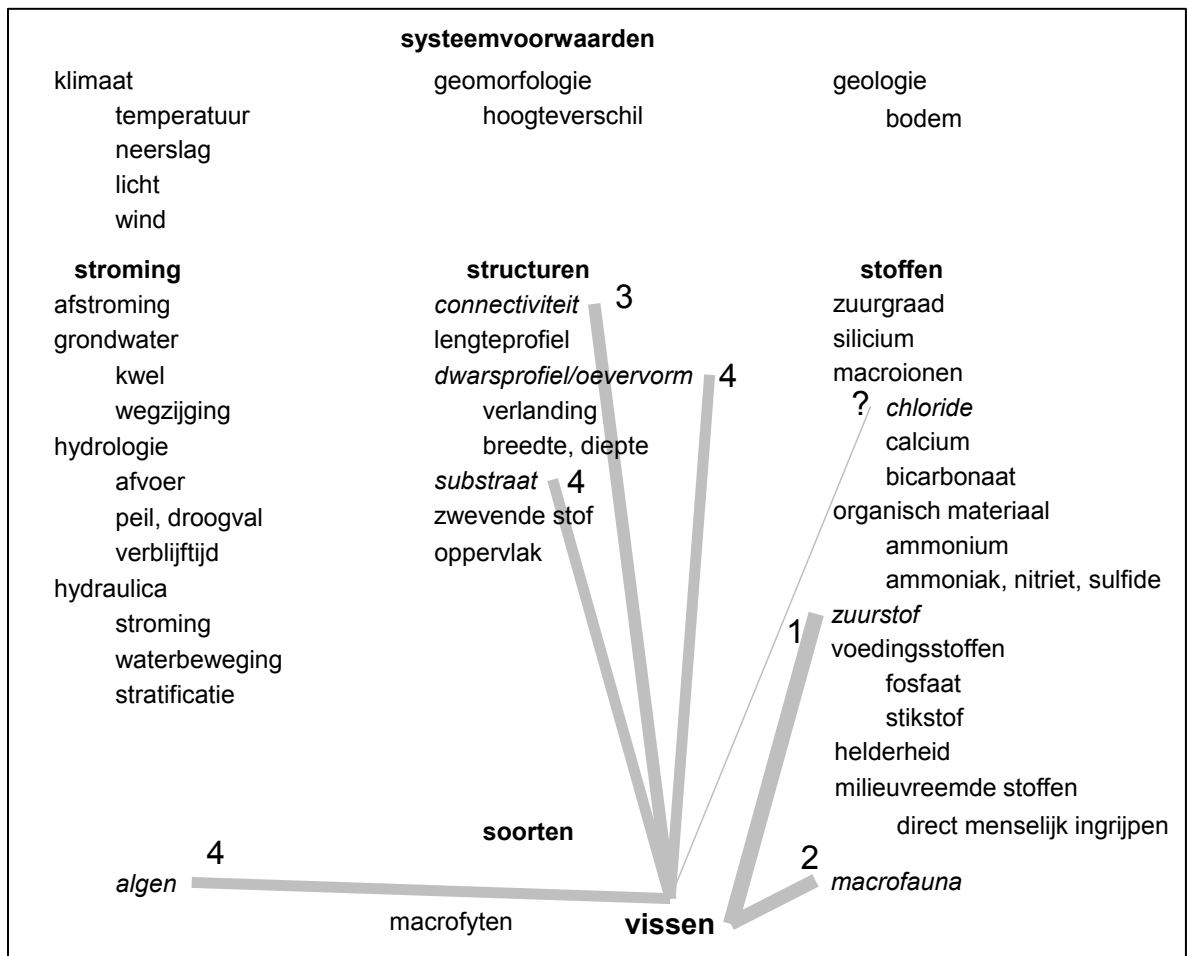 systeemvoorwaarden
klimaat
temperatuur
neerslag
licht
wind
geomorfologie
hoogteverschil
geologie
bodem
stroming
afstroming
grondwater
kwel
wegzijging
hydrologie
afvoer
peil, droogval
verblijftijd
hydraulica
stroming
waterbeweging
stratificatie
structuren
connectiviteit 3
lengteprofiel
dwarsprofiel/oevervorm 4
verlanding
breedte, diepte
substraat 4
zwevende stof
oppervlak
stoffen
zuurgraad
silicium
macroionen
? chloride
calcium
bicarbonaat
organisch materiaal
ammonium
ammoniak, nitriet, sulfide
1 zuurstof
voedingsstoffen
fosfaat
stikstof
helderheid
milieuvreemde stoffen
direct menselijk ingrijpen
soorten
algen 4
macrofyten
vissen
2 macrofauna